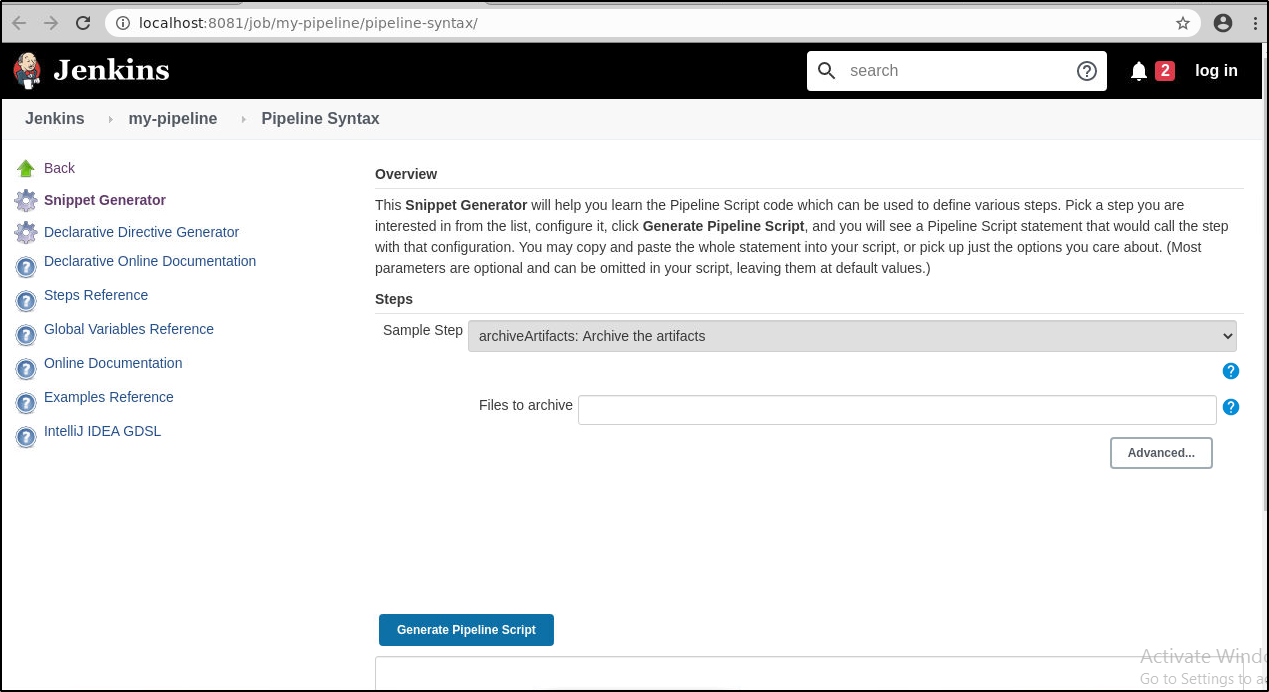 localhost:8081/job/my-pipeline/pipeline-syntax/
Jenkins
search
2
log in
Jenkins
my-pipeline
Pipeline Syntax
Back
Snippet Generator
Declarative Directive Generator
Declarative Online Documentation
Steps Reference
Global Variables Reference
Online Documentation
Examples Reference
IntelliJ IDEA GDSL
Overview
This Snippet Generator will help you learn the Pipeline Script code which can be used to define various steps. Pick a step you are
interested in from the list, configure it, click Generate Pipeline Script, and you will see a Pipeline Script statement that would call the step
with that configuration. You may copy and paste the whole statement into your script, or pick up just the options you care about. (Most
parameters are optional and can be omitted in your script, leaving them at default values.)
Steps
Sample Step
archiveArtifacts: Archive the artifacts
Files to archive
Advanced...
Generate Pipeline Script
Activate Windo
Go to Settings to a